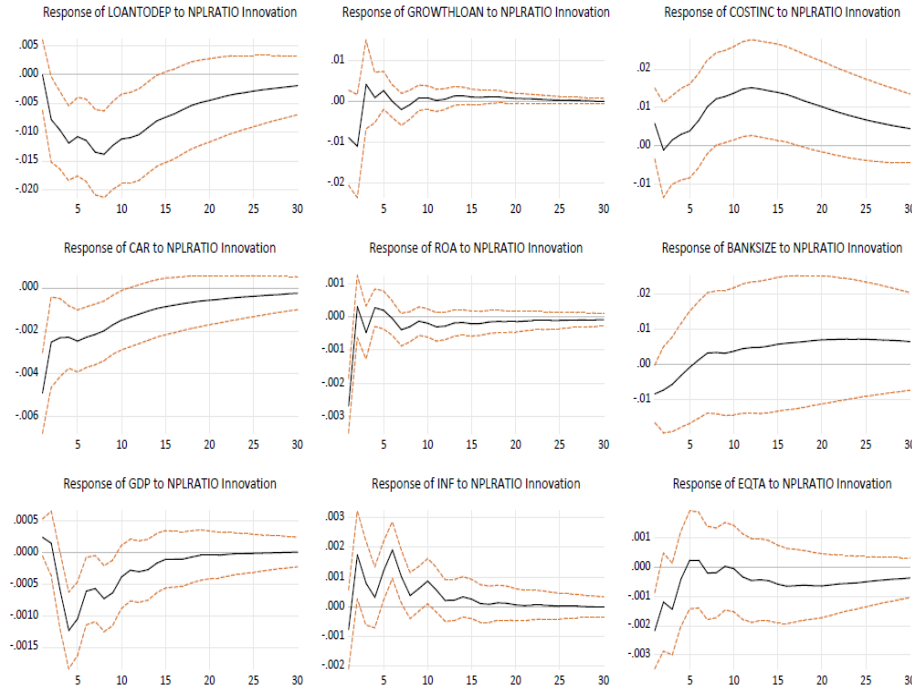 Response of LOANTODEP to NPLRATIO Innovation
.005
.000
-.005
-.010
-.015
-.020
5 10 15 20 25 30
Response of GROWTHLOAN to NPLRATIO Innovation
.01
.00
-.01
-.02
5 10 15 20 25 30
Response of COSTINC to NPLRATIO Innovation
.02
.01
.00
-.01
5 10 15 20 25 30
Response of CAR to NPLRATIO Innovation
.000
-.002
-.004
-.006
5 10 15 20 25 30
Response of ROA to NPLRATIO Innovation
.001
.000
-.001
-.002
-.003
5 10 15 20 25 30
Response of BANKSIZE to NPLRATIO Innovation
.02
.01
.00
-.01
5 10 15 20 25 30
Response of GDP to NPLRATIO Innovation
.0005
.0000
-.0005
-.0010
-.0015
5 10 15 20 25 30
Response of INF to NPLRATIO Innovation
.003
.002
.001
.000
-.001
-.002
5 10 15 20 25 30
Response of EQTA to NPLRATIO Innovation
.001
.000
-.001
-.002
-.003
5 10 15 20 25 30